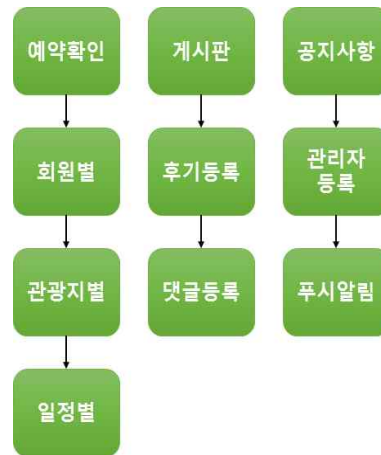 예약확인
게시판
공지사항
회원별
후기등록
관리자
등록
관광지별
댓글등록
푸시알림
일정별